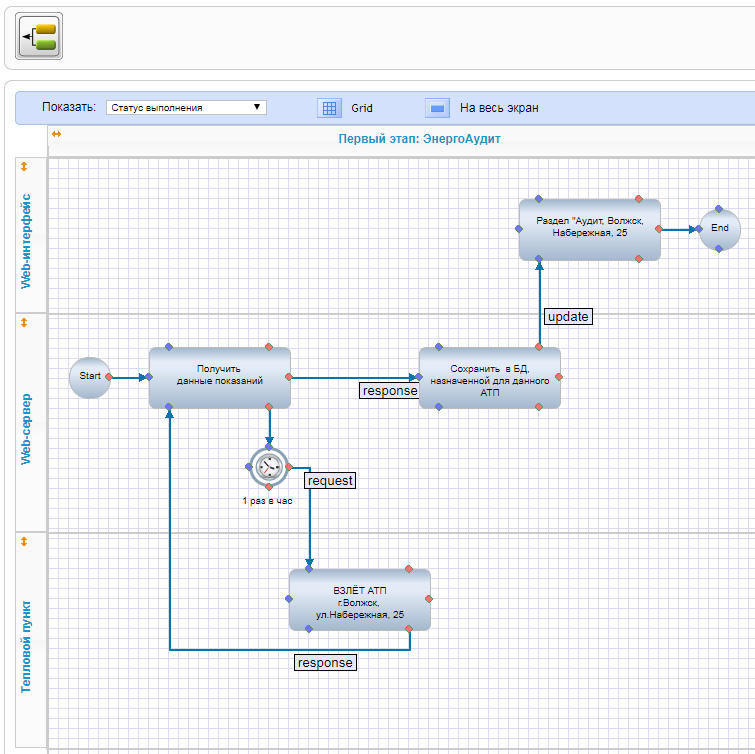 Показать:
Статус выполнения
Grid
На весь экран
Первый этап: ЭнергоАудит
Web-интерфейс
Раздел "Аудит, Волжск,
Набережная, 25
End
update
Web-сервер
Start
Получить
данные показаний
response
Сохранить в БД,
назначенной для данного
АТП
1 раз в час
request
Тепловой пункт
ВЗЛЁТ АТП
г.Волжск,
ул.Набережная, 25
response